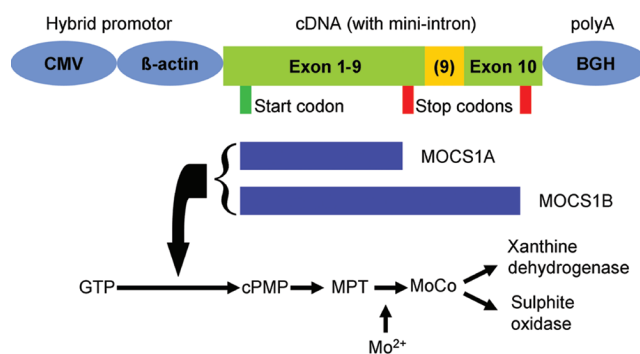 Hybrid promotor
cDNA (with mini-intron)
polyA
CMV
ß-actin
Exon 1-9
(9)
Exon 10
BGH
Start codon
Stop codons
MOCS1A
MOCS1B
GTP
cPMP
MPT
MoCo
Xanthine
dehydrogenase
Sulphite
oxidase
Mo²⁺